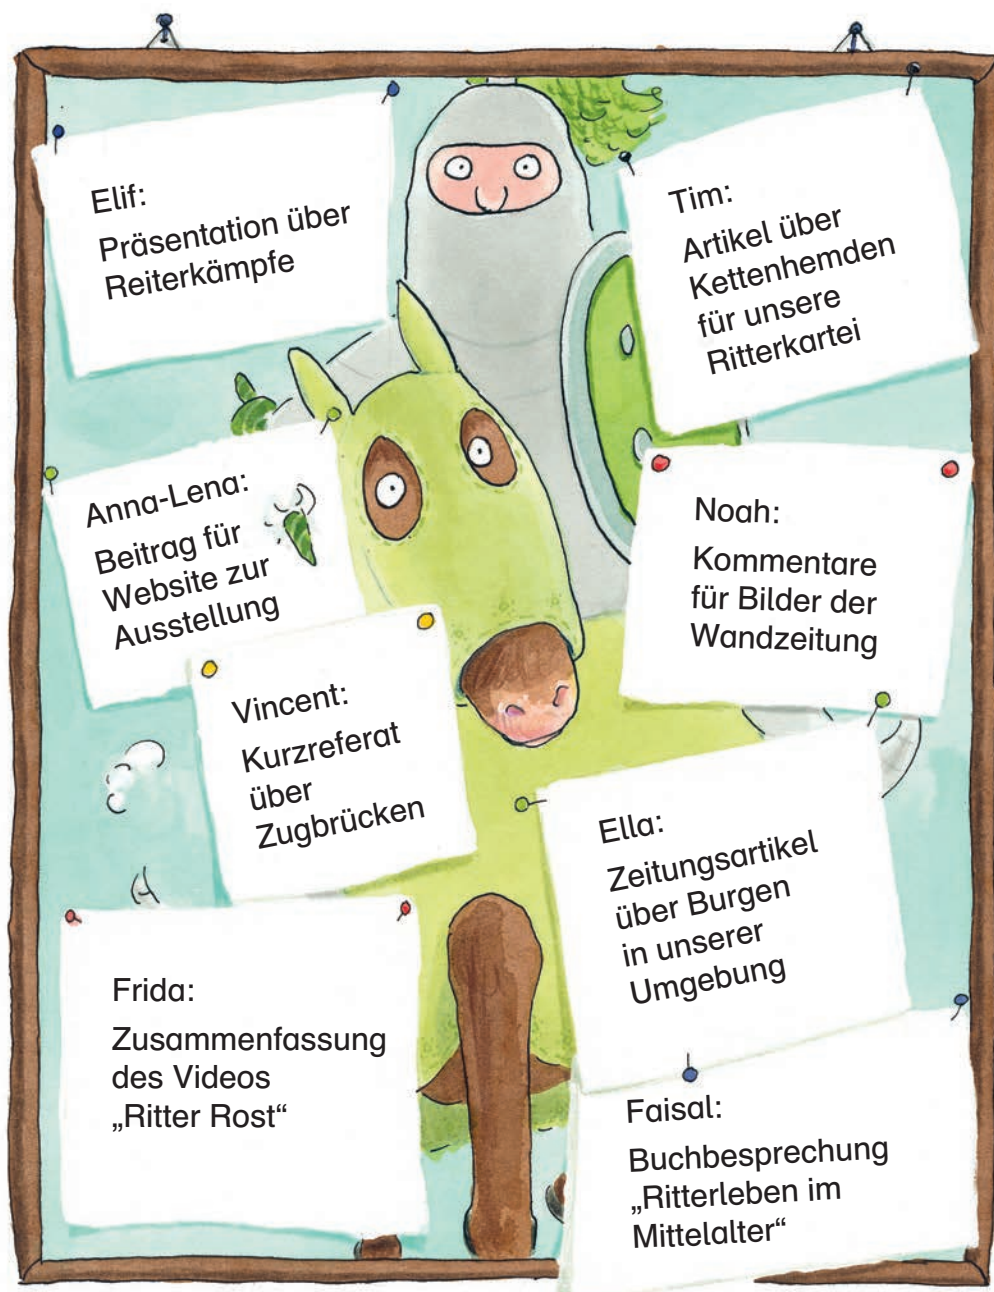 Elif:
Präsentation über
Reiterkämpfe
Tim:
Artikel über
Kettenhemden
für unsere
Ritterkartei
Anna-Lena:
Beitrag für
Website zur
Ausstellung
Noah:
Kommentare
für Bilder der
Wandzeitung
Vincent:
Kurzreferat
über
Zugbrücken
Ella:
Zeitungsartikel
über Burgen
in unserer
Umgebung
Frida:
Zusammenfassung
des Videos
„Ritter Rost“
Faisal:
Buchbesprechung
„Ritterleben im
Mittelalter“